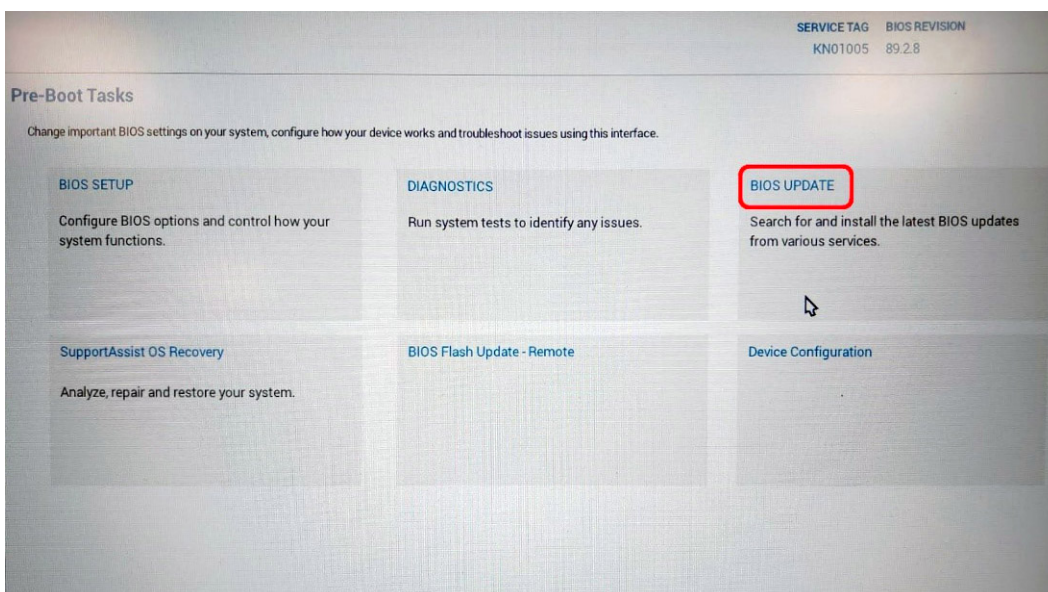 SERVICE TAG BIOS REVISION
KN01005 89.2.8
Pre-Boot Tasks
Change important BIOS settings on your system, configure how your device works and troubleshoot issues using this interface.
BIOS SETUP
Configure BIOS options and control how your
system functions.
DIAGNOSTICS
Run system tests to identify any issues.
BIOS UPDATE
Search for and install the latest BIOS updates
from various services.
SupportAssist OS Recovery
Analyze, repair and restore your system.
BIOS Flash Update - Remote
Device Configuration